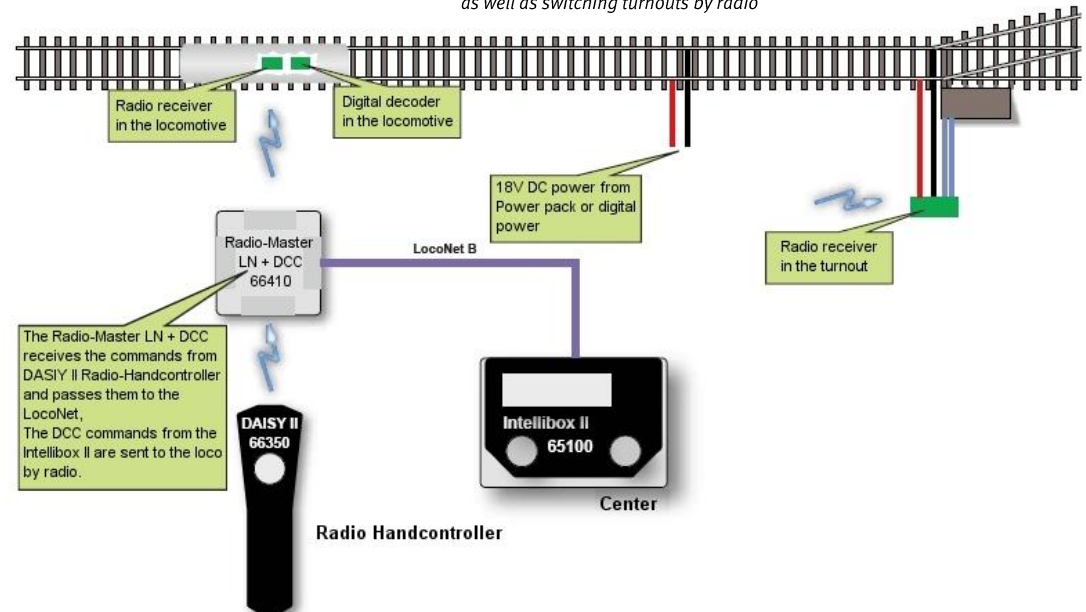 as well as switching turnouts by radio
Radio receiver
in the locomotive
Digital decoder
in the locomotive
18V DC power from
Power pack or digital
power
Radio receiver
in the turnout
Radio-Master
LN + DCC
66410
LocoNet B
The Radio-Master LN + DCC
receives the commands from
DASIY II Radio-Handcontroller
and passes them to the
LocoNet,
The DCC commands from the
Intellibox II are sent to the loco
by radio.
DAISY II
66350
Intellibox II
65100
Center
Radio Handcontroller